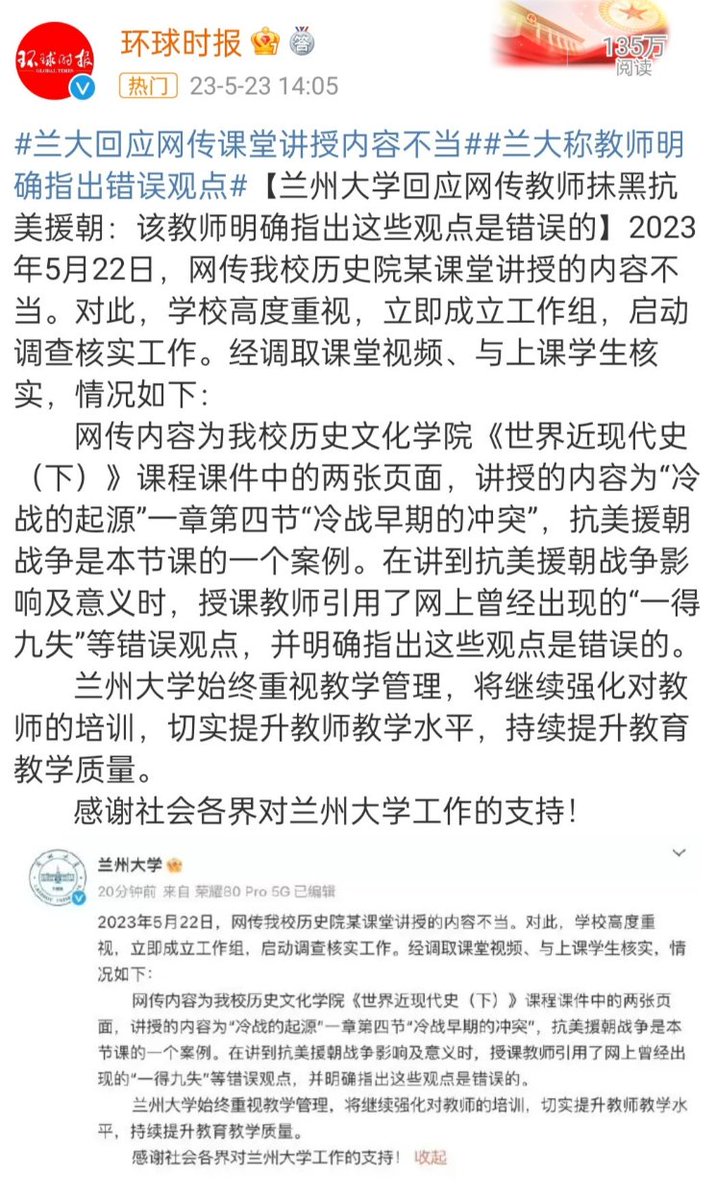 环球时报
GLOBAL TIMES
环球时报
热门 23-5-23 14:05
135万
阅读
#兰大回应网传课堂讲授内容不当##兰大称教师明
确指出错误观点#【兰州大学回应网传教师抹黑抗
美援朝：该教师明确指出这些观点是错误的】2023
年5月22日，网传我校历史院某课堂讲授的内容不
当。对此，学校高度重视，立即成立工作组，启动
调查核实工作。经调取课堂视频、与上课学生核
实，情况如下：
网传内容为我校历史文化学院《世界近现代史
（下）》课程课件中的两张页面，讲授的内容为“冷
战的起源”一章第四节“冷战早期的冲突”，抗美援朝
战争是本节课的一个案例。在讲到抗美援朝战争影
响及意义时，授课教师引用了网上曾经出现的“一得
九失”等错误观点，并明确指出这些观点是错误的。
兰州大学始终重视教学管理，将继续强化对教
师的培训，切实提升教师教学水平，持续提升教育
教学质量。
感谢社会各界对兰州大学工作的支持！
兰州大学
20分钟前 来自 荣耀80 Pro 5G 已编辑
2023年5月22日，网传我校历史院某课堂讲授的内容不当。对此，学校高度重
视，立即成立工作组，启动调查核实工作。经调取课堂视频、与上课学生核实，情
况如下：
网传内容为我校历史文化学院《世界近现代史（下）》课程课件中的两张页
面，讲授的内容为“冷战的起源”一章第四节“冷战早期的冲突”，抗美援朝战争是本
节课的一个案例。在讲到抗美援朝战争影响及意义时，授课教师引用了网上曾经出
现的“一得九失”等错误观点，并明确指出这些观点是错误的。
兰州大学始终重视教学管理，将继续强化对教师的培训，切实提升教师教学水
平，持续提升教育教学质量。
感谢社会各界对兰州大学工作的支持！ 收起